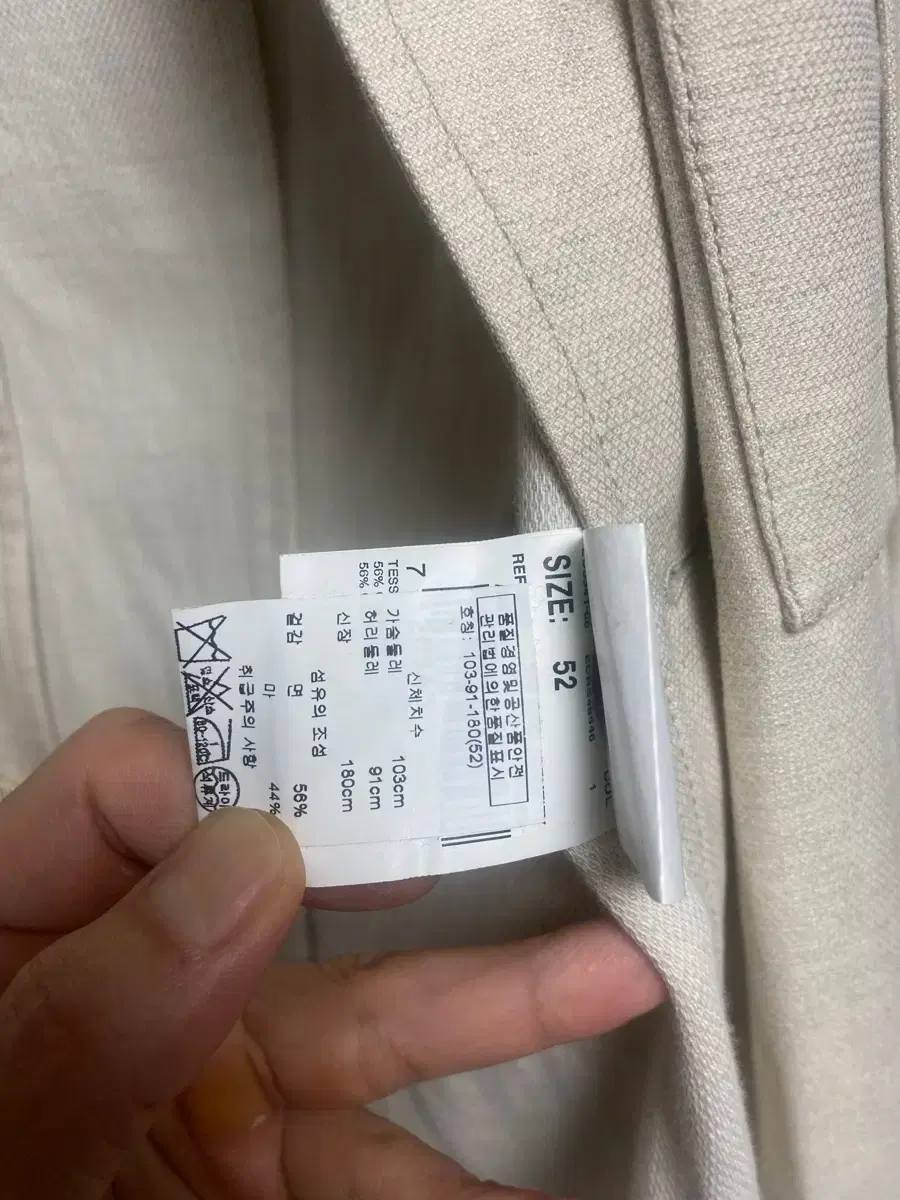 SIZE: 52
REF
7
TESS
56%
56%
품질경영및공산품안전
관리법에의한품질표시
호칭: 103-91-180(52)
신체치수
가슴둘레 103cm
허리둘레 91cm
신장 180cm
섬유의 조성
겉감 면 56%
마 44%
취급주의 사항
드라이